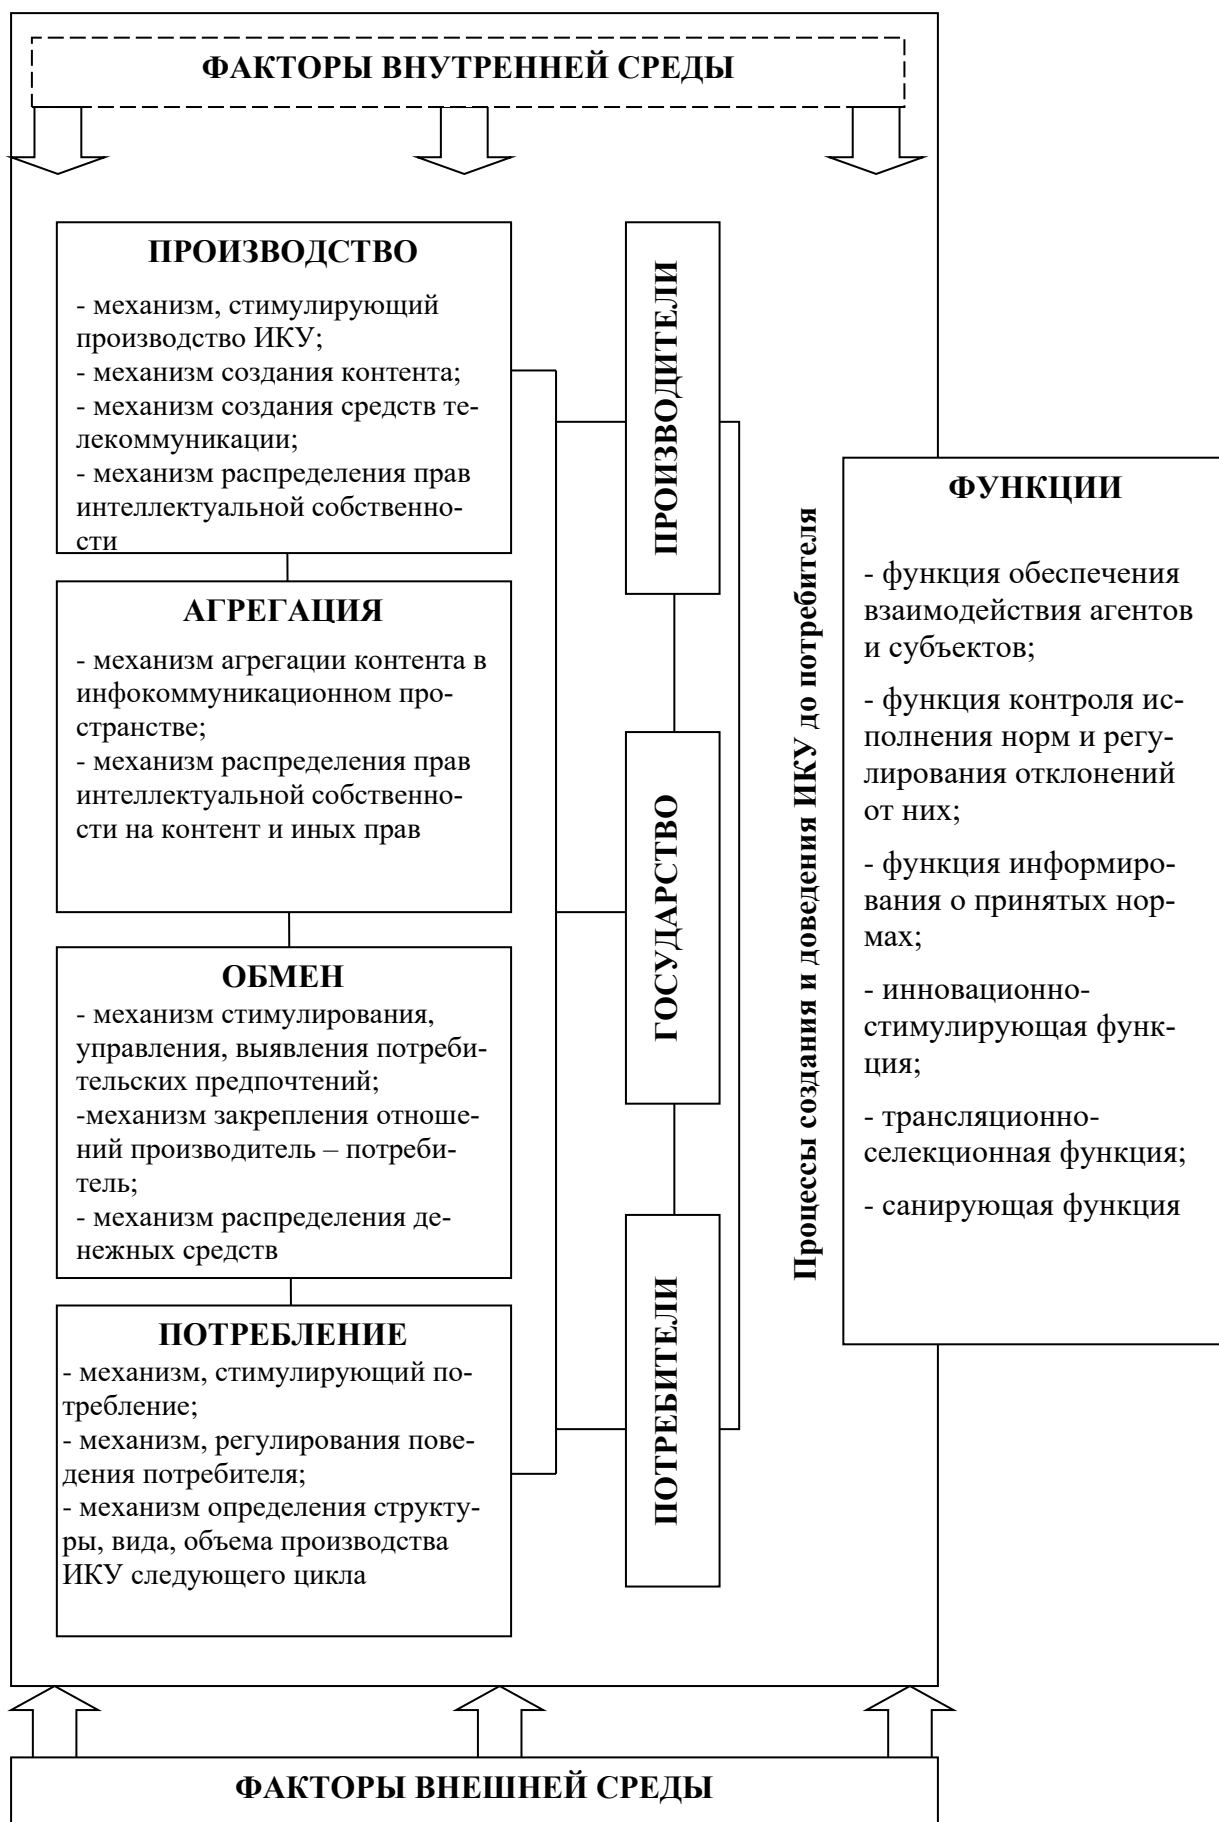 ФАКТОРЫ ВНУТРЕННЕЙ СРЕДЫ
ПРОИЗВОДСТВО
- механизм, стимулирующий
производство ИКУ;
- механизм создания контента;
- механизм создания средств те-
лекоммуникации;
- механизм распределения прав
интеллектуальной собственно-
сти
АГРЕГАЦИЯ
- механизм агрегации контента в
инфокоммуникационном про-
странстве;
- механизм распределения прав
интеллектуальной собственно-
сти на контент и иных прав
ОБМЕН
- механизм стимулирования,
управления, выявления потреби-
тельских предпочтений;
-механизм закрепления отноше-
ний производитель – потреби-
тель;
- механизм распределения де-
нежных средств
ПОТРЕБЛЕНИЕ
- механизм, стимулирующий по-
требление;
- механизм, регулирования пове-
дения потребителя;
- механизм определения структу-
ры, вида, объема производства
ИКУ следующего цикла
ПРОИЗВОДИТЕЛИ
ГОСУДАРСТВО
ПОТРЕБИТЕЛИ
Процессы создания и доведения ИКУ до потребителя
ФУНКЦИИ
- функция обеспечения
взаимодействия агентов
и субъектов;
- функция контроля ис-
полнения норм и регу-
лирования отклонений
от них;
- функция информиро-
вания о принятых нор-
мах;
- инновационно-
стимулирующая функ-
ция;
- трансляционно-
селекционная функция;
- санирующая функция
ФАКТОРЫ ВНЕШНЕЙ СРЕДЫ